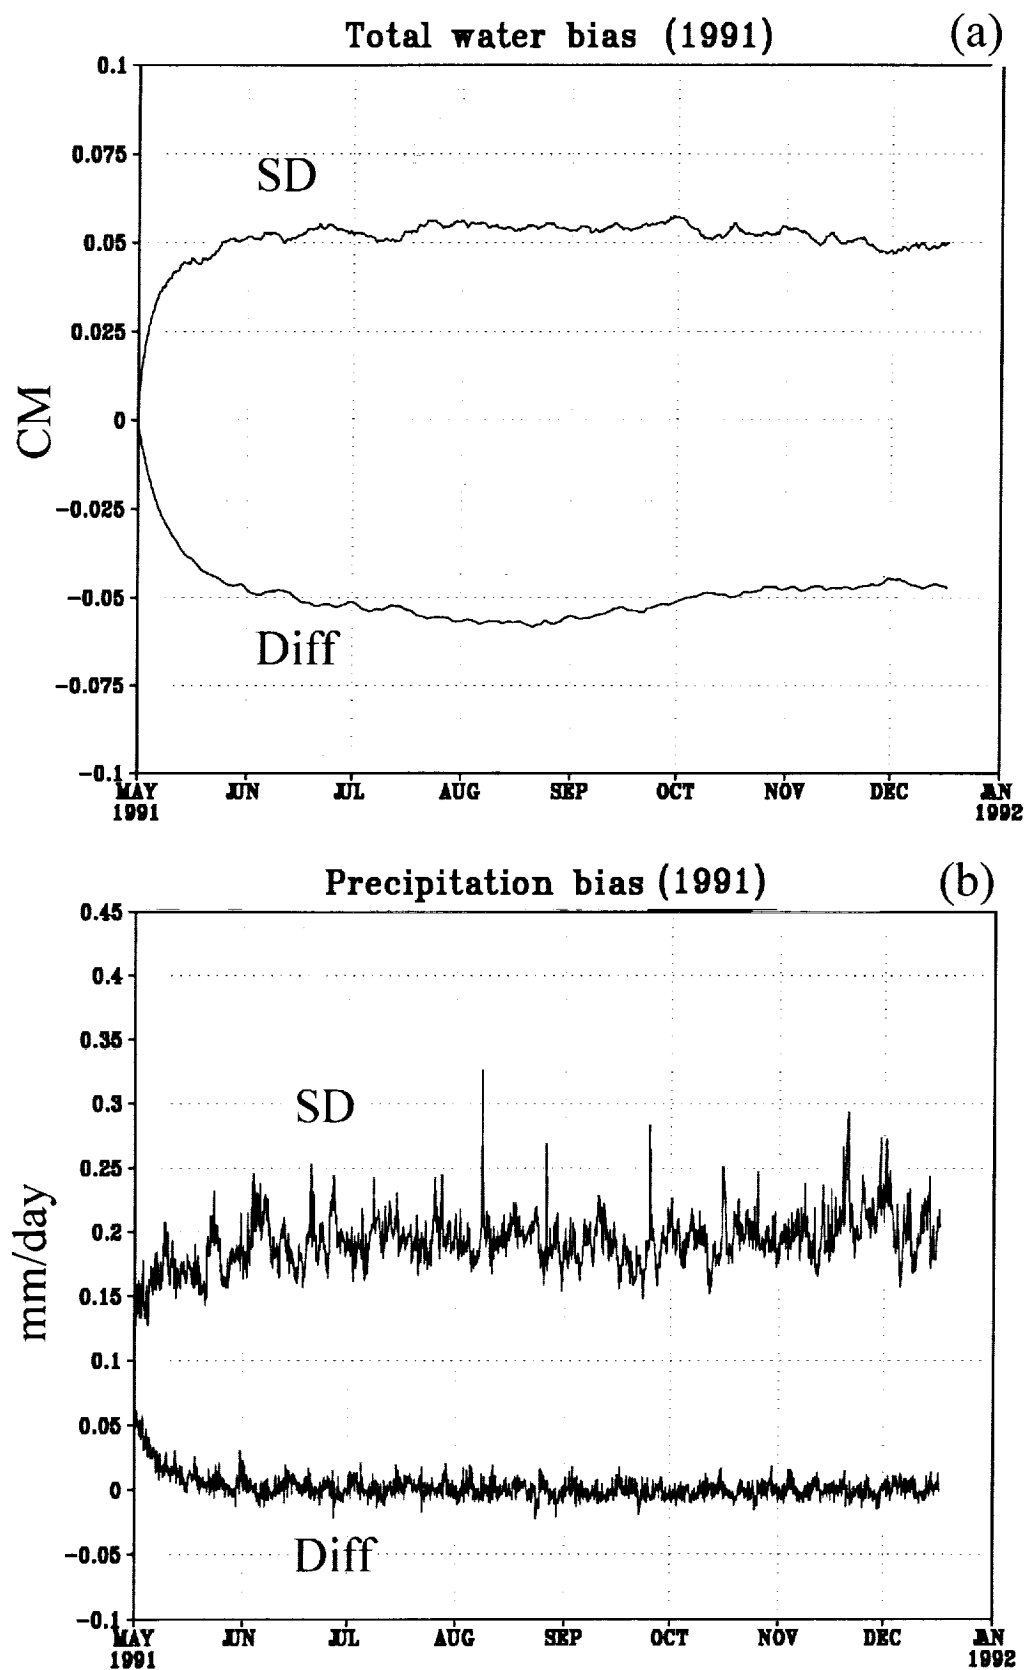 Total water bias (1991) (a)
0.1
0.075
SD
0.05
0.025
CM
0
-0.025
-0.05
Diff
-0.075
-0.1
MAY JUN JUL AUG SEP OCT NOV DEC JAN
1991 1992
Precipitation bias (1991) (b)
0.45
0.4
0.35
SD
0.3
0.25
mm/day
0.2
0.15
0.1
0.05
0
Diff
-0.05
-0.1
MAY JUN JUL AUG SEP OCT NOV DEC JAN
1991 1992